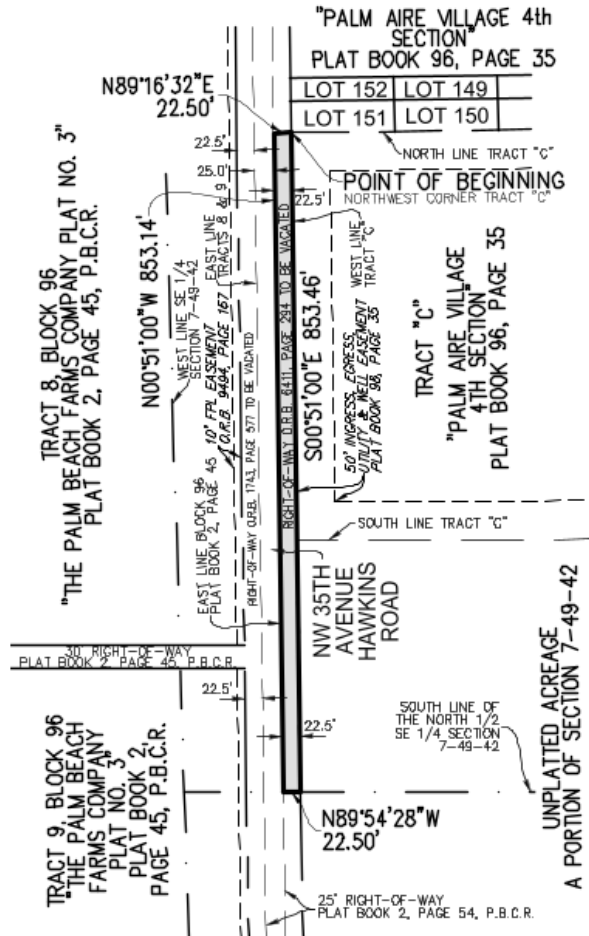 "PALM AIRE VILLAGE 4th
SECTION"
PLAT BOOK 96, PAGE 35
N89°16'32"E
22.50'
LOT 152
LOT 149
LOT 151
LOT 150
NORTH LINE TRACT "C"
22.5'
25.0'
22.5'
POINT OF BEGINNING
NORTHWEST CORNER TRACT "C"
TRACT 8, BLOCK 96
"THE PALM BEACH FARMS COMPANY PLAT NO. 3"
PLAT BOOK 2, PAGE 45, P.B.C.R.
N00°51'00"W 853.14'
WEST LINE SE 1/4
SECTION 7-49-42
10' FPL EASEMENT
O.R.B. 9494, PAGE 167
EAST LINE
TRACTS 8 & 9
EAST LINE BLOCK 96
PLAT BOOK 2, PAGE 45
RIGHT-OF-WAY O.R.B. 1743, PAGE 577 TO BE VACATED
RIGHT-OF-WAY O.R.B. 6411, PAGE 294 TO BE VACATED
S00°51'00"E 853.46'
WEST LINE
TRACT "C"
50' INGRESS, EGRESS,
UTILITY & WELL EASEMENT
PLAT BOOK 98, PAGE 35
TRACT "C"
"PALM AIRE VILLAGE
4TH SECTION"
PLAT BOOK 96, PAGE 35
SOUTH LINE TRACT "C"
NW 35TH
AVENUE
HAWKINS
ROAD
30' RIGHT-OF-WAY
PLAT BOOK 2, PAGE 45, P.B.C.R.
22.5'
22.5'
SOUTH LINE OF
THE NORTH 1/2
SE 1/4 SECTION
7-49-42
UNPLATTED ACREAGE
A PORTION OF SECTION 7-49-42
TRACT 9, BLOCK 96
"THE PALM BEACH
FARMS COMPANY
PLAT NO. 3"
PLAT BOOK 2,
PAGE 45, P.B.C.R.
N89°54'28"W
22.50'
25' RIGHT-OF-WAY
PLAT BOOK 2, PAGE 54, P.B.C.R.